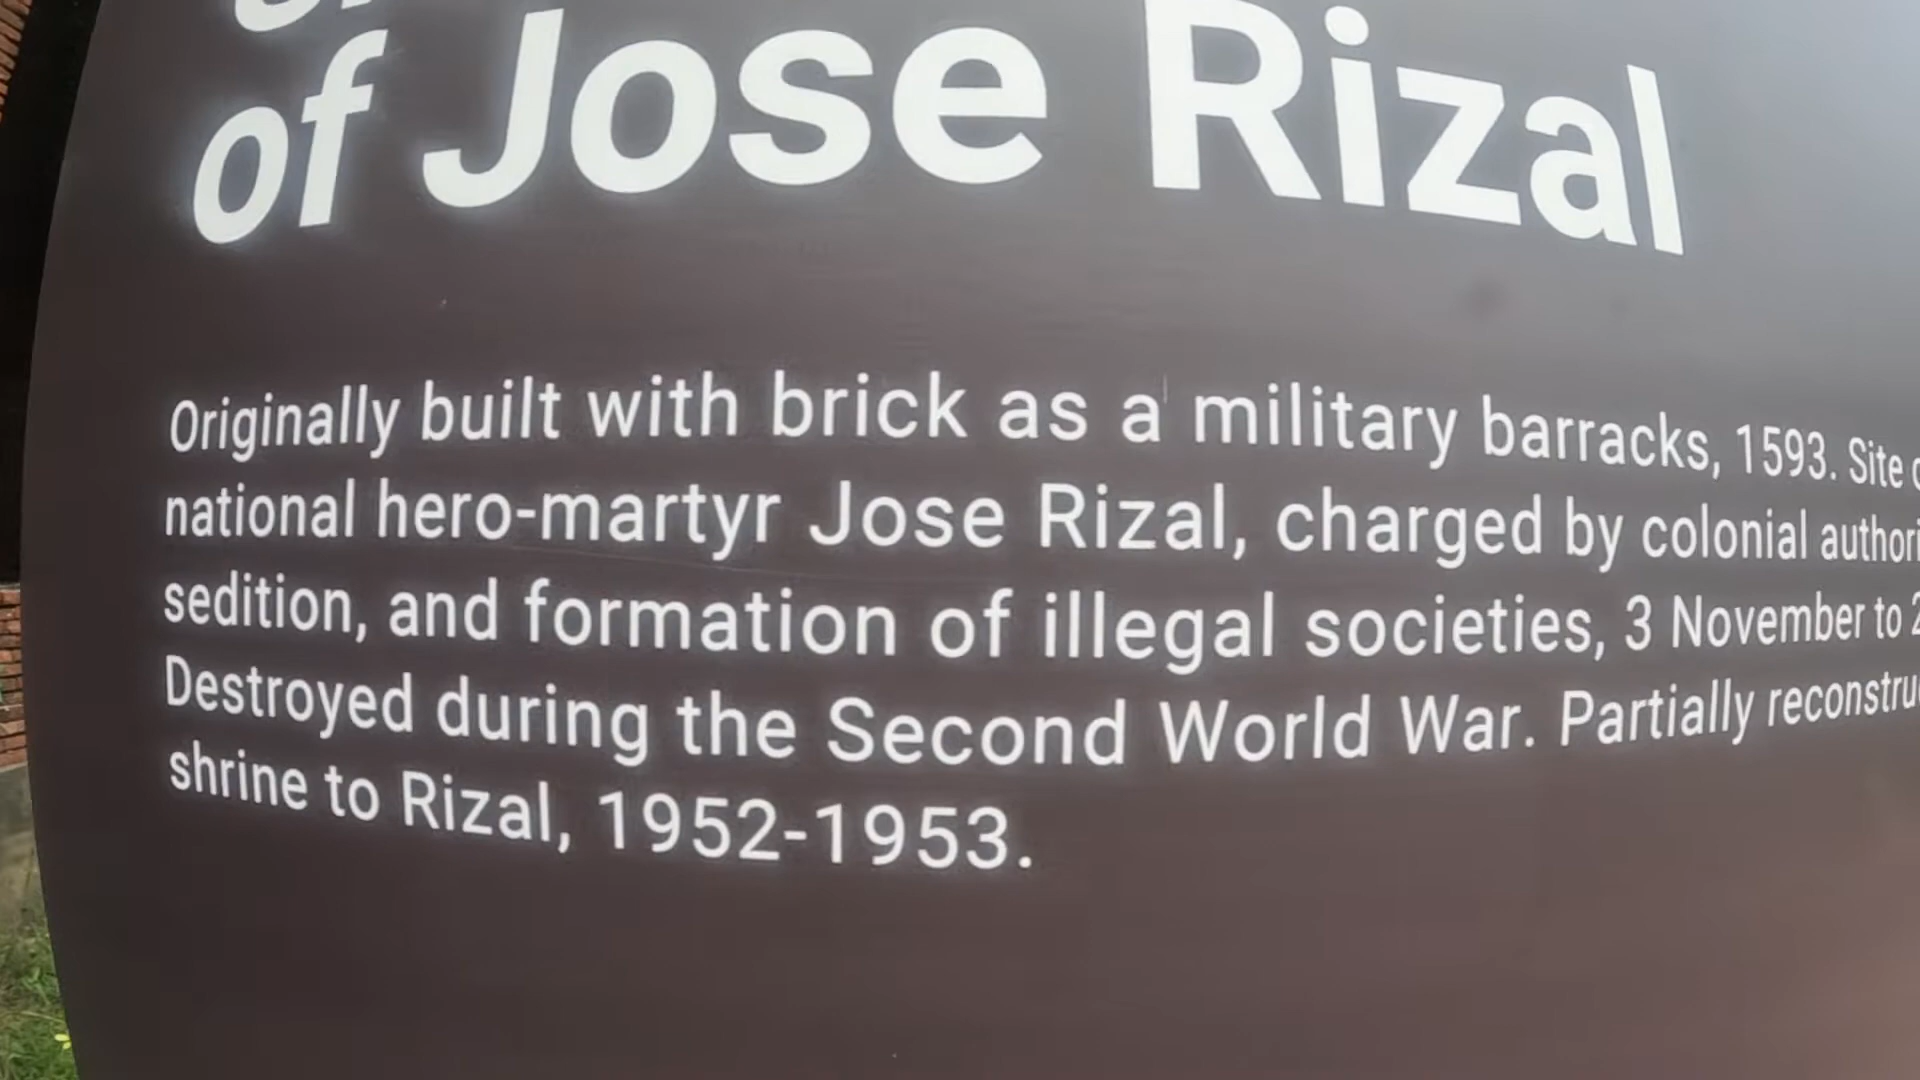 of Jose Rizal
Originally built with brick as a military barracks, 1593. Site
national hero-martyr Jose Rizal, charged by colonial
sedition, and formation of illegal societies, 3 November to
Destroyed during the Second World War. Partially
shrine to Rizal, 1952-1953.